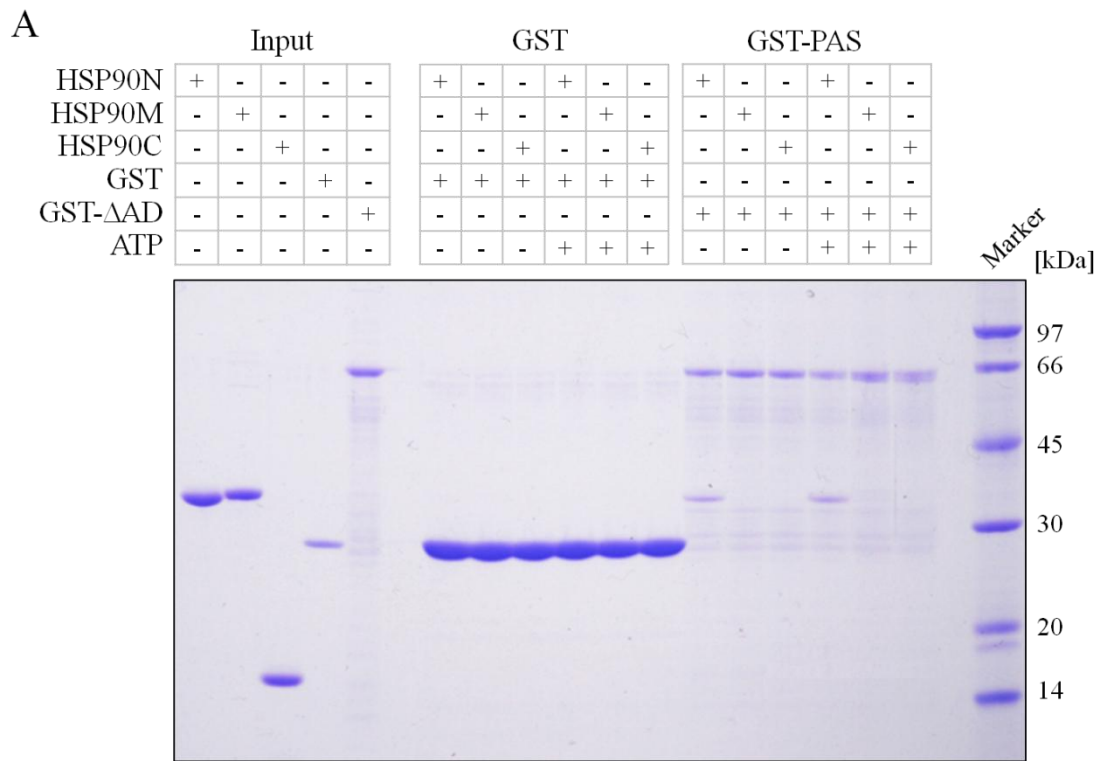 A
Input GST GST-PAS
HSP90N + - - - - + - - + - - + - - + - -
HSP90M - + - - - - + - - + - - + - - + -
HSP90C - - + - - - - + - - + - - + - - +
GST - - - + - + + + + + + - - - - - -
GST-ΔAD - - - - + - - - - - - + + + + + +
ATP - - - - - - - - + + + - - - + + +
Marker
[kDa]
97
66
45
30
20
14